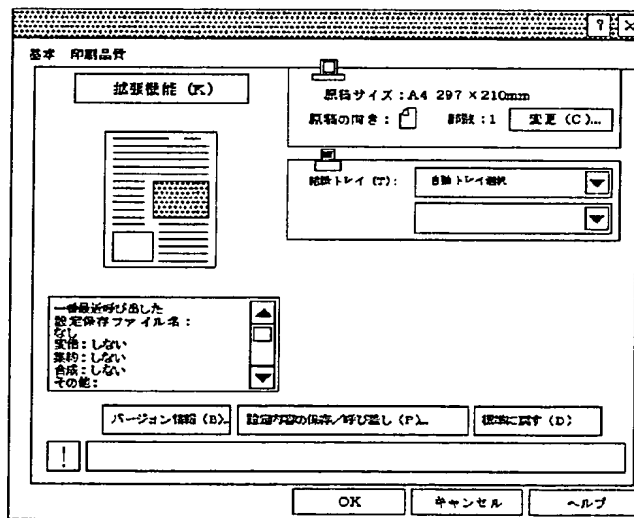 ? ×
基本 印刷品質
拡張機能 (K)
原稿サイズ : A4 297 × 210mm
原稿の向き : 部数 : 1 変更 (C)...
給紙トレイ (T) : 自動トレイ選択
一番最近呼び出した
設定保存ファイル名 :
なし
変倍 : しない
集約 : しない
合成 : しない
その他 :
バージョン情報 (B)... 設定内容の保存/呼び出し (P)... 標準に戻す (D)
!
OK キャンセル ヘルプ